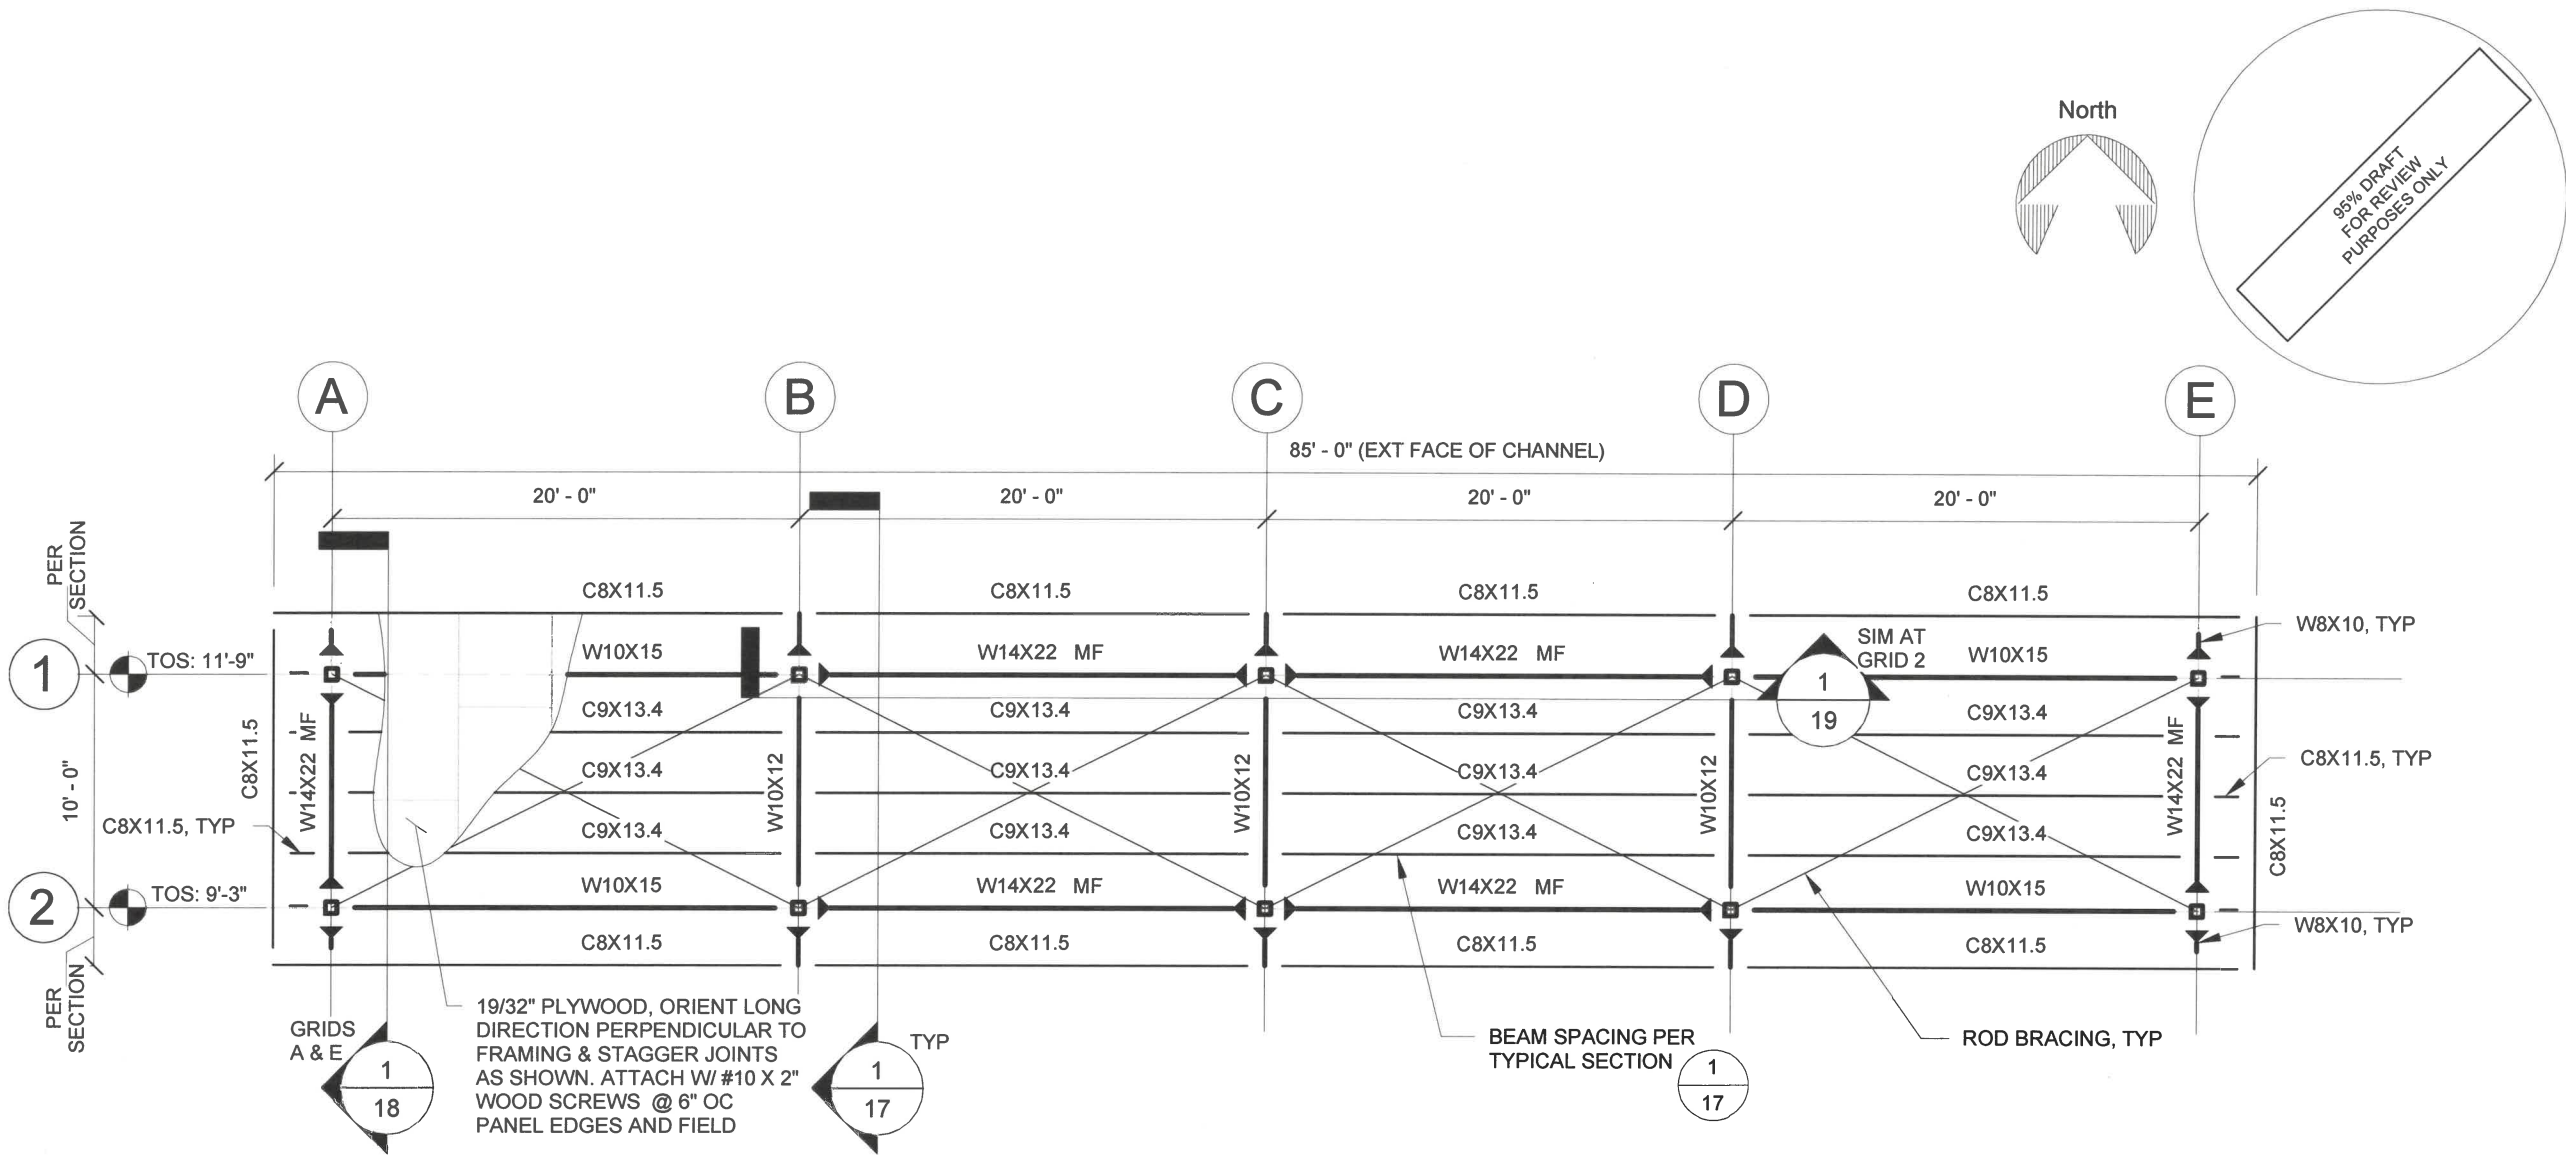 North
95% DRAFT
FOR REVIEW
PURPOSES ONLY
A
B
C
D
E
85' - 0" (EXT FACE OF CHANNEL)
20' - 0"
20' - 0"
20' - 0"
20' - 0"
PER
SECTION
C8X11.5
C8X11.5
C8X11.5
C8X11.5
W8X10, TYP
1
TOS: 11'-9"
W10X15
W14X22 MF
W14X22 MF
SIM AT
GRID 2
W10X15
1
19
C9X13.4
C9X13.4
C9X13.4
C9X13.4
C8X11.5
W14X22 MF
10' - 0"
C9X13.4
W10X12
C9X13.4
W10X12
C9X13.4
W10X12
C9X13.4
W14X22 MF
C8X11.5, TYP
C8X11.5
C8X11.5, TYP
C9X13.4
C9X13.4
C9X13.4
C9X13.4
2
TOS: 9'-3"
W10X15
W14X22 MF
W14X22 MF
W10X15
C8X11.5
C8X11.5
C8X11.5
C8X11.5
W8X10, TYP
PER
SECTION
GRIDS
A & E
1
18
19/32" PLYWOOD, ORIENT LONG
DIRECTION PERPENDICULAR TO
FRAMING & STAGGER JOINTS
AS SHOWN. ATTACH W/ #10 X 2"
WOOD SCREWS @ 6" OC
PANEL EDGES AND FIELD
TYP
1
17
BEAM SPACING PER
TYPICAL SECTION
1
17
ROD BRACING, TYP